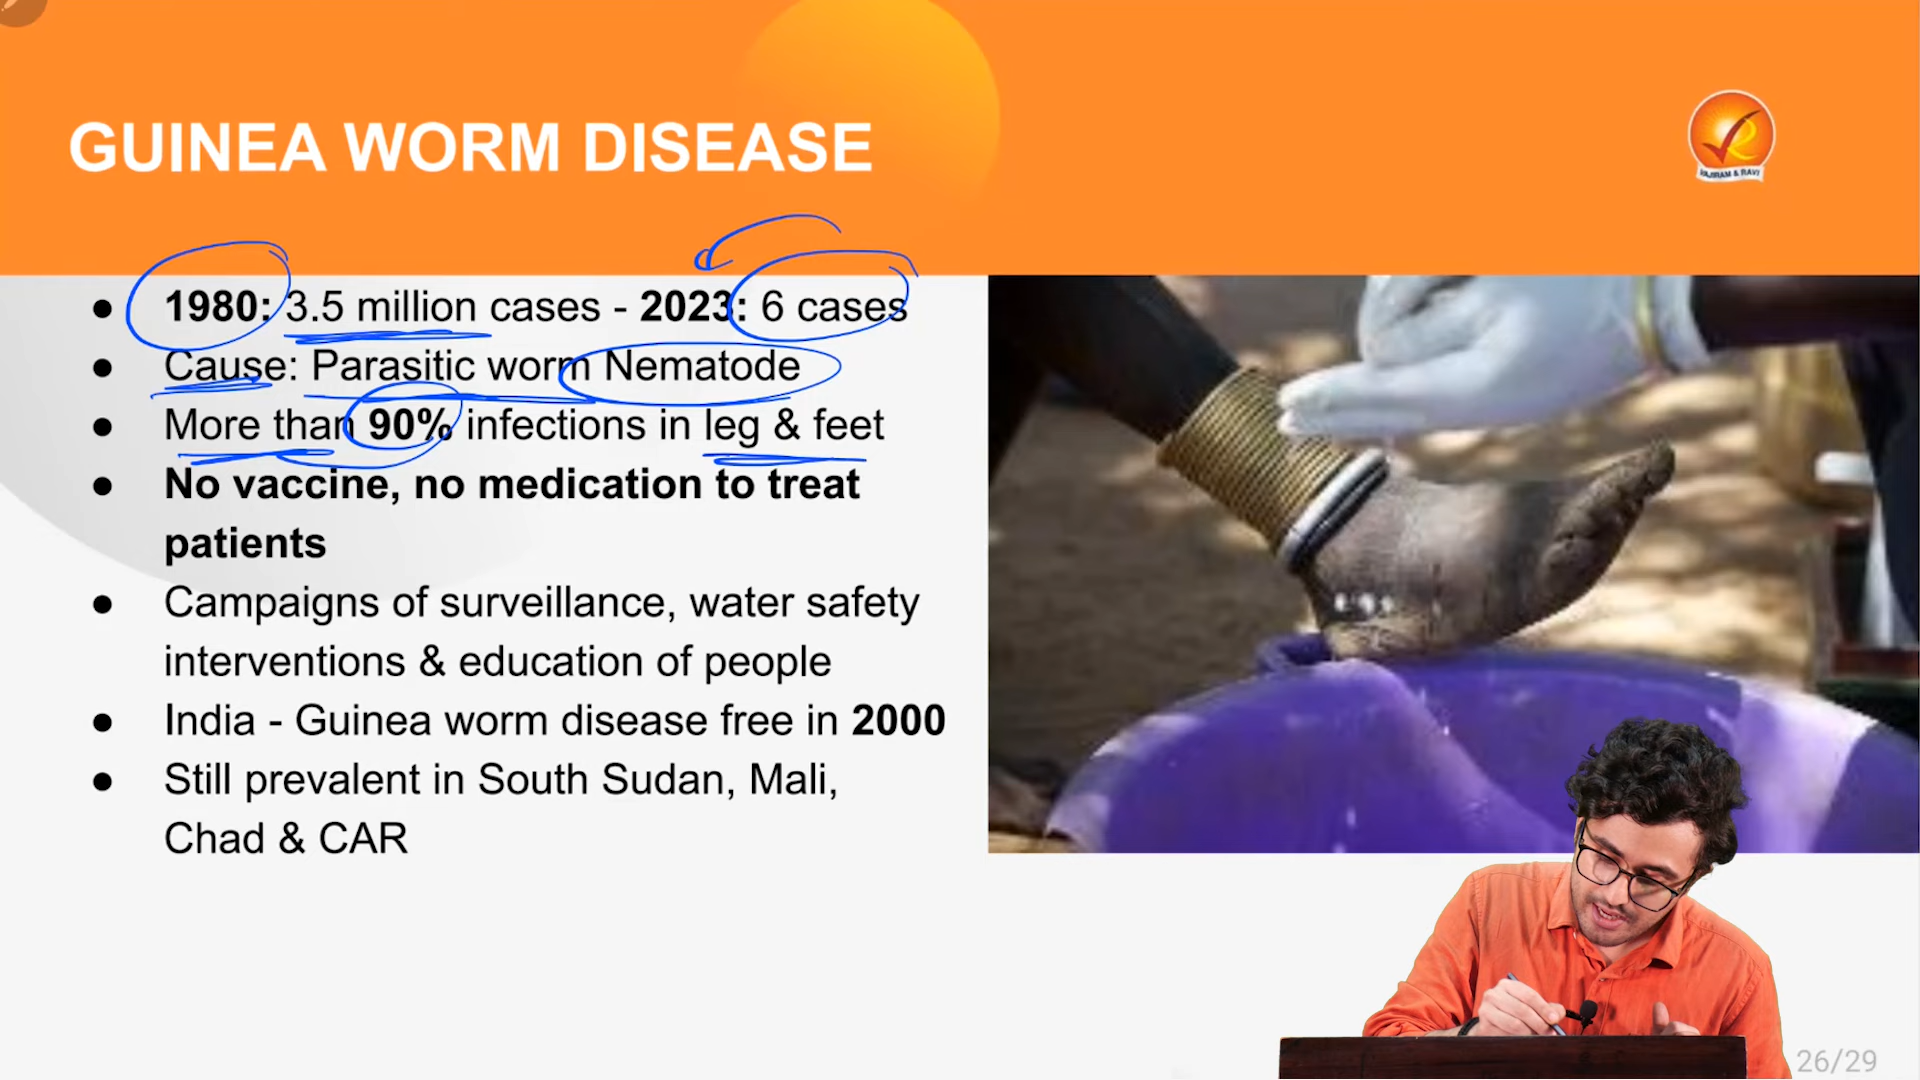 GUINEA WORM DISEASE
VAJIRAM & RAVI
● 1980: 3.5 million cases - 2023: 6 cases
● Cause: Parasitic worm Nematode
● More than 90% infections in leg & feet
● No vaccine, no medication to treat
patients
● Campaigns of surveillance, water safety
interventions & education of people
● India - Guinea worm disease free in 2000
● Still prevalent in South Sudan, Mali,
Chad & CAR
26/29